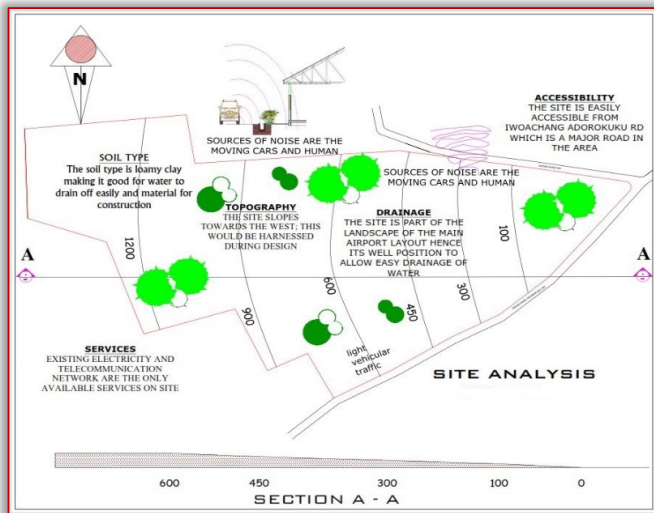 N
SOIL TYPE
The soil type is loamy clay
making it good for water to
drain off easily and material for
construction
SOURCES OF NOISE ARE THE
MOVING CARS AND HUMAN
ACCESSIBILITY
THE SITE IS EASILY
ACCESSIBLE FROM
IWOACHANG ADOROKUKU RD
WHICH IS A MAJOR ROAD IN
THE AREA
SOURCES OF NOISE ARE THE
MOVING CARS AND HUMAN
TOPOGRAPHY
THE SITE SLOPES
TOWARDS THE WEST; THIS
WOULD BE HARNESSED
DURING DESIGN
DRAINAGE
THE SITE IS PART OF THE
LANDSCAPE OF THE MAIN
AIRPORT LAYOUT HENCE
ITS WELL POSITION TO
ALLOW EASY DRAINAGE OF
WATER
A
A
1200
900
600
450
300
100
SERVICES
EXISTING ELECTRICITY AND
TELECOMMUNICATION
NETWORK ARE THE ONLY
AVAILABLE SERVICES ON SITE
light
vehicular
traffic
SITE ANALYSIS
600 450 300 100 0
SECTION A - A